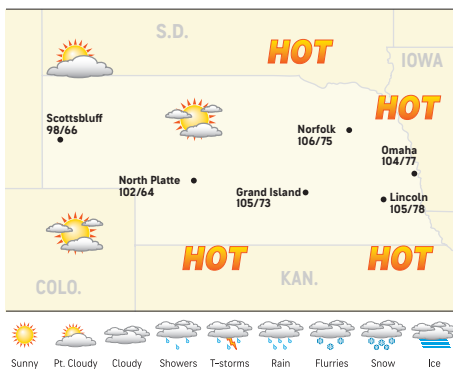 S.D.
HOT
IOWA
HOT
Scottsbluff
98/66
Norfolk
106/75
Omaha
104/77
North Platte
102/64
Grand Island
105/73
Lincoln
105/78
HOT
HOT
COLO.
KAN.
Sunny Pt. Cloudy Cloudy Showers T-storms Rain Flurries Snow Ice